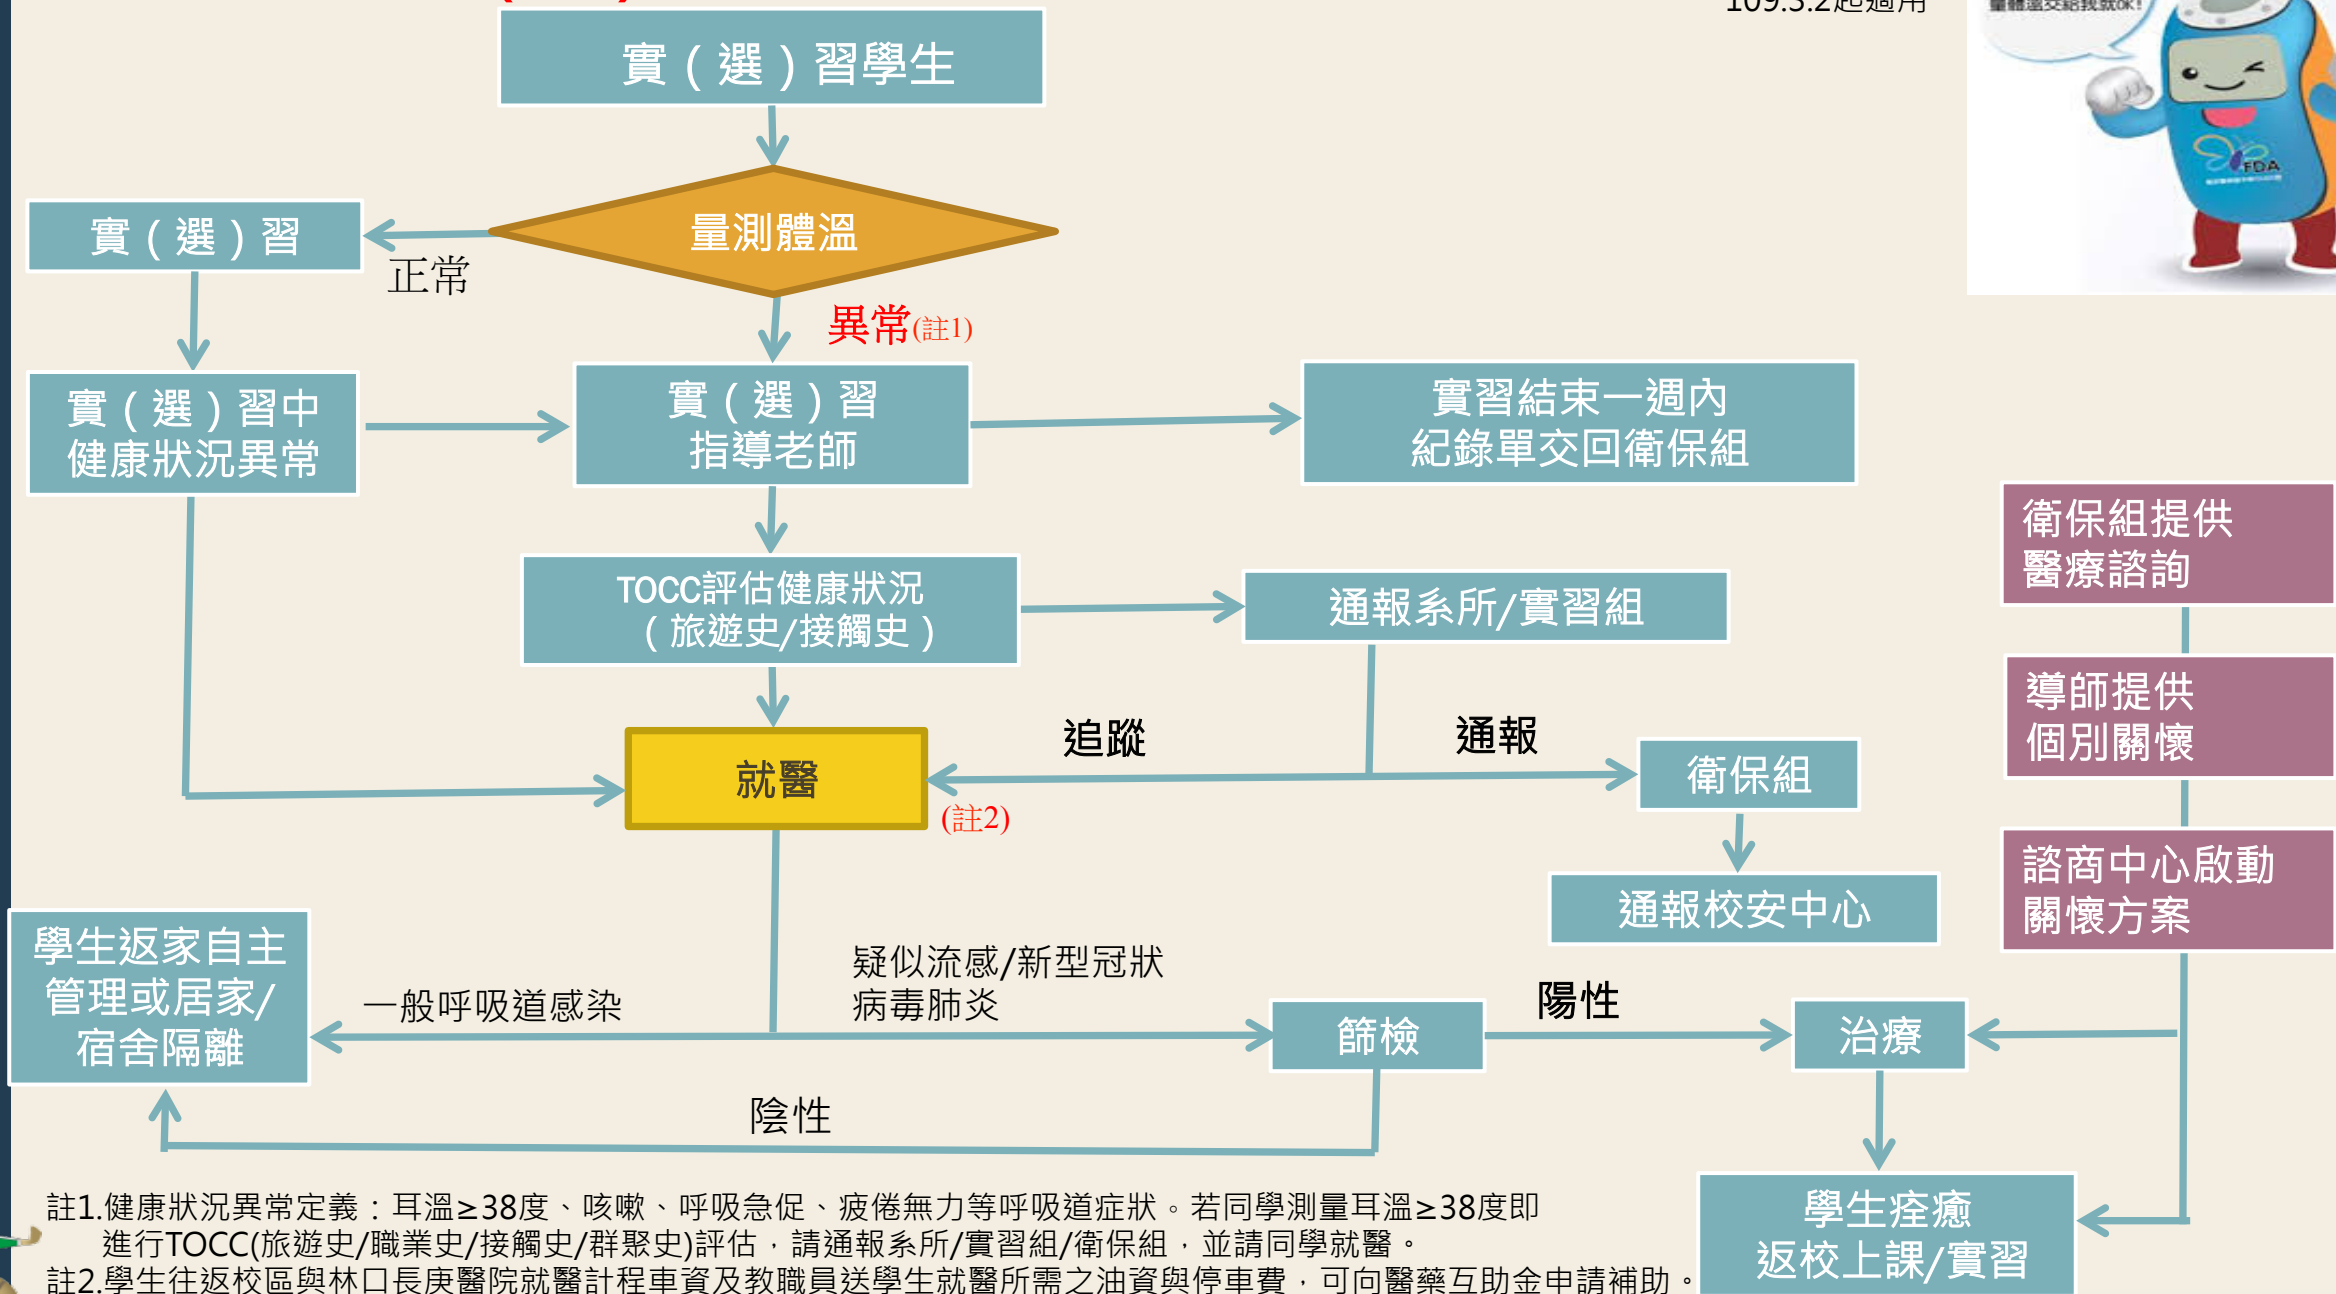 109.3.2起適用
量體溫交給我就OK!
實（選）習學生
FDA
量測體溫
實（選）習
正常
異常(註1)
實（選）習中
健康狀況異常
實（選）習
指導老師
實習結束一週內
紀錄單交回衛保組
衛保組提供
醫療諮詢
TOCC評估健康狀況
（旅遊史/接觸史）
通報系所/實習組
導師提供
個別關懷
追蹤
通報
就醫
(註2)
衛保組
諮商中心啟動
關懷方案
通報校安中心
學生返家自主
管理或居家/
宿舍隔離
一般呼吸道感染
疑似流感/新型冠狀
病毒肺炎
篩檢
陽性
治療
陰性
學生痊癒
返校上課/實習
註1.健康狀況異常定義：耳溫≥38度、咳嗽、呼吸急促、疲倦無力等呼吸道症狀。若同學測量耳溫≥38度即
進行TOCC(旅遊史/職業史/接觸史/群聚史)評估，請通報系所/實習組/衛保組，並請同學就醫。
註2.學生往返校區與林口長庚醫院就醫計程車資及教職員送學生就醫所需之油資與停車費，可向醫藥互助金申請補助。